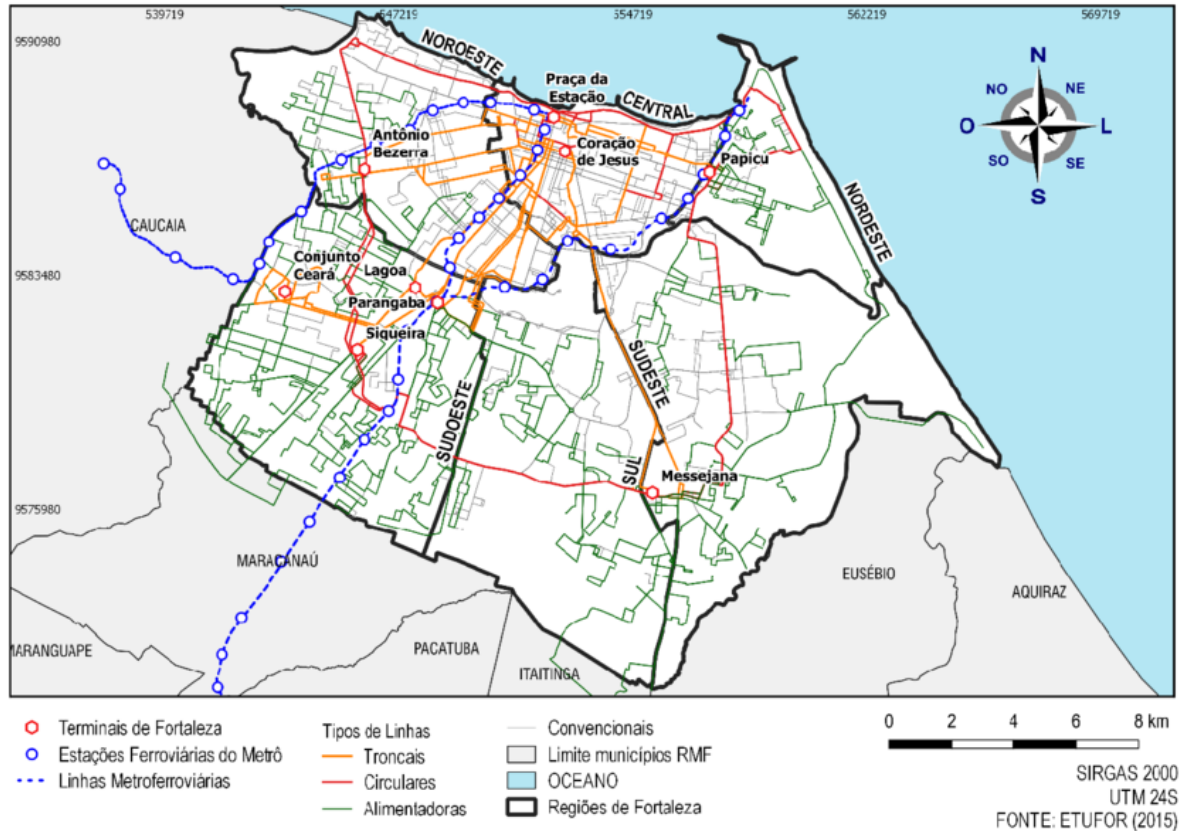 539719
547219
554719
562219
569719
9590980
9583480
9575980
NOROESTE
Praça da
Estação
CENTRAL
Antônio
Bezerra
Coração
de Jesus
Papicu
NORDESTE
CAUCAIA
Conjunto
Ceará
Lagoa
Parangaba
Siqueira
SUDOESTE
SUDESTE
SUL
Messejana
MARACANAÚ
EUSÉBIO
AQUIRAZ
MARANGUAPE
PACATUBA
ITAITINGA
N
NO
NE
O
L
SO
SE
S
Terminais de Fortaleza
Estações Ferroviárias do Metrô
Linhas Metroferroviárias
Tipos de Linhas
Troncais
Circulares
Alimentadoras
Convencionais
Limite municípios RMF
OCEANO
Regiões de Fortaleza
0 2 4 6 8 km
SIRGAS 2000
UTM 24S
FONTE: ETUFOR (2015)